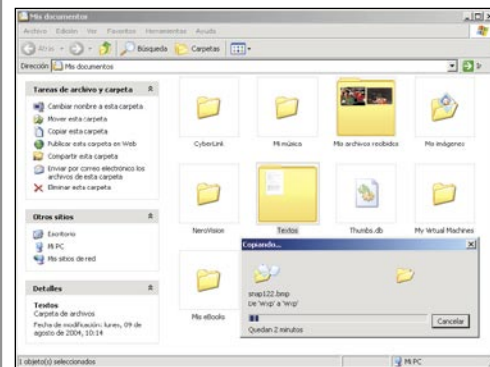 Mis documentos
Archivo Edición Ver Favoritos Herramientas Ayuda
Atrás Búsqueda Carpetas
Dirección Mis documentos
Tareas de archivo y carpeta
Cambiar nombre a esta carpeta
Mover esta carpeta
Copiar esta carpeta
Publicar esta carpeta en Web
Compartir esta carpeta
Enviar por correo electrónico los
archivos de esta carpeta
Eliminar esta carpeta
Otros sitios
Escritorio
Mi PC
Mis sitios de red
Detalles
Textos
Carpeta de archivos
Fecha de modificación: lunes, 09 de
agosto de 2004, 10:14
CyberLink
Mi música
Mis archivos recibidos
Mis imágenes
NeroVision
Textos
Thumbs.db
My Virtual Machines
Mis eBooks
Copiando...
snap122.bmp
De 'Wxp' a 'Wxp'
Quedan 2 minutos
Cancelar
1 objeto(s) seleccionados
Mi PC